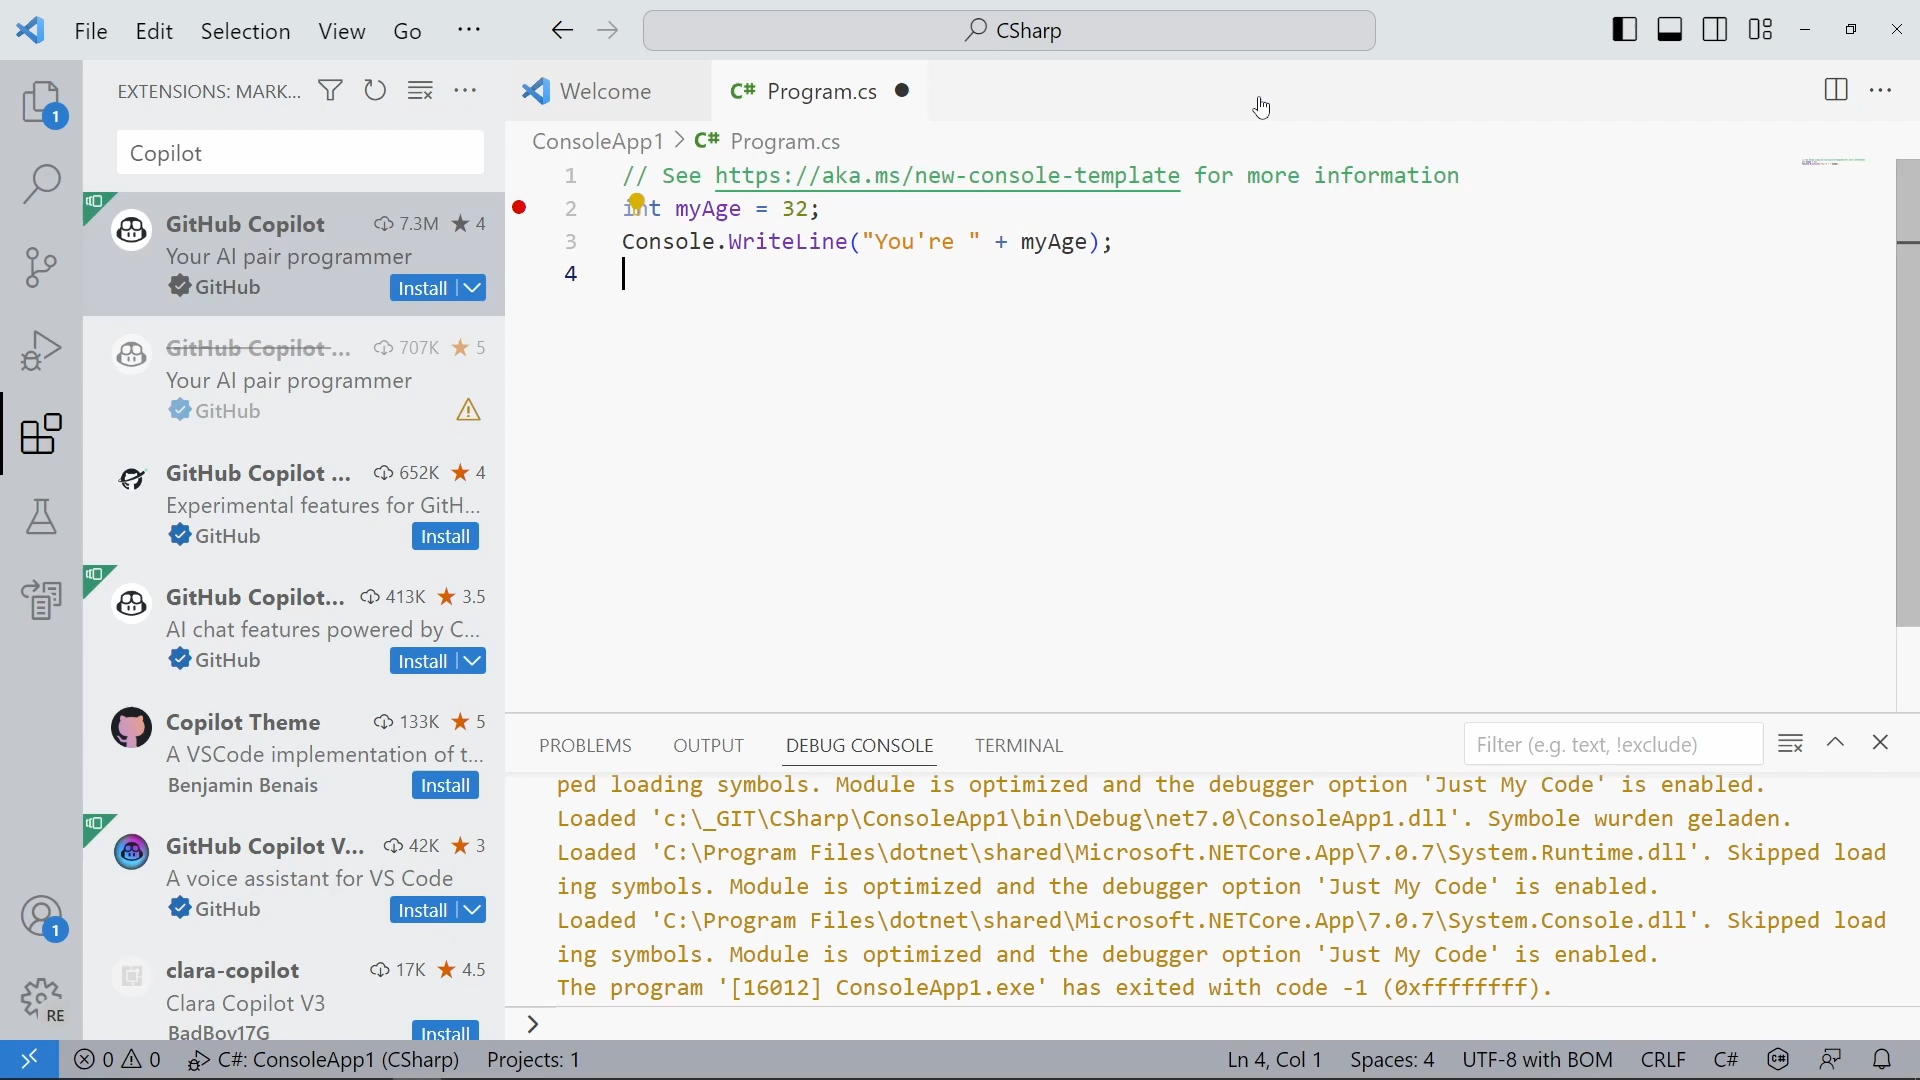 File Edit Selection View Go ··· CSharp
EXTENSIONS: MARK... ···
Copilot
GitHub Copilot 7.3M 4
Your AI pair programmer
GitHub Install
GitHub Copilot ... 707K 5
Your AI pair programmer
GitHub
GitHub Copilot ... 652K 4
Experimental features for GitH...
GitHub Install
GitHub Copilot... 413K 3.5
AI chat features powered by C...
GitHub Install
Copilot Theme 133K 5
A VSCode implementation of t...
Benjamin Benais Install
GitHub Copilot V... 42K 3
A voice assistant for VS Code
GitHub Install
clara-copilot 17K 4.5
Clara Copilot V3
BadBoy17G Install
1
1
RE
Welcome C# Program.cs
ConsoleApp1 > C# Program.cs
1 // See https://aka.ms/new-console-template for more information
2 int myAge = 32;
3 Console.WriteLine("You're " + myAge);
4
PROBLEMS OUTPUT DEBUG CONSOLE TERMINAL Filter (e.g. text, !exclude)
ped loading symbols. Module is optimized and the debugger option 'Just My Code' is enabled.
Loaded 'c:\_GIT\CSharp\ConsoleApp1\bin\Debug\net7.0\ConsoleApp1.dll'. Symbole wurden geladen.
Loaded 'C:\Program Files\dotnet\shared\Microsoft.NETCore.App\7.0.7\System.Runtime.dll'. Skipped load
ing symbols. Module is optimized and the debugger option 'Just My Code' is enabled.
Loaded 'C:\Program Files\dotnet\shared\Microsoft.NETCore.App\7.0.7\System.Console.dll'. Skipped load
ing symbols. Module is optimized and the debugger option 'Just My Code' is enabled.
The program '[16012] ConsoleApp1.exe' has exited with code -1 (0xffffffff).
>
0 0 C#: ConsoleApp1 (CSharp) Projects: 1 Ln 4, Col 1 Spaces: 4 UTF-8 with BOM CRLF C#